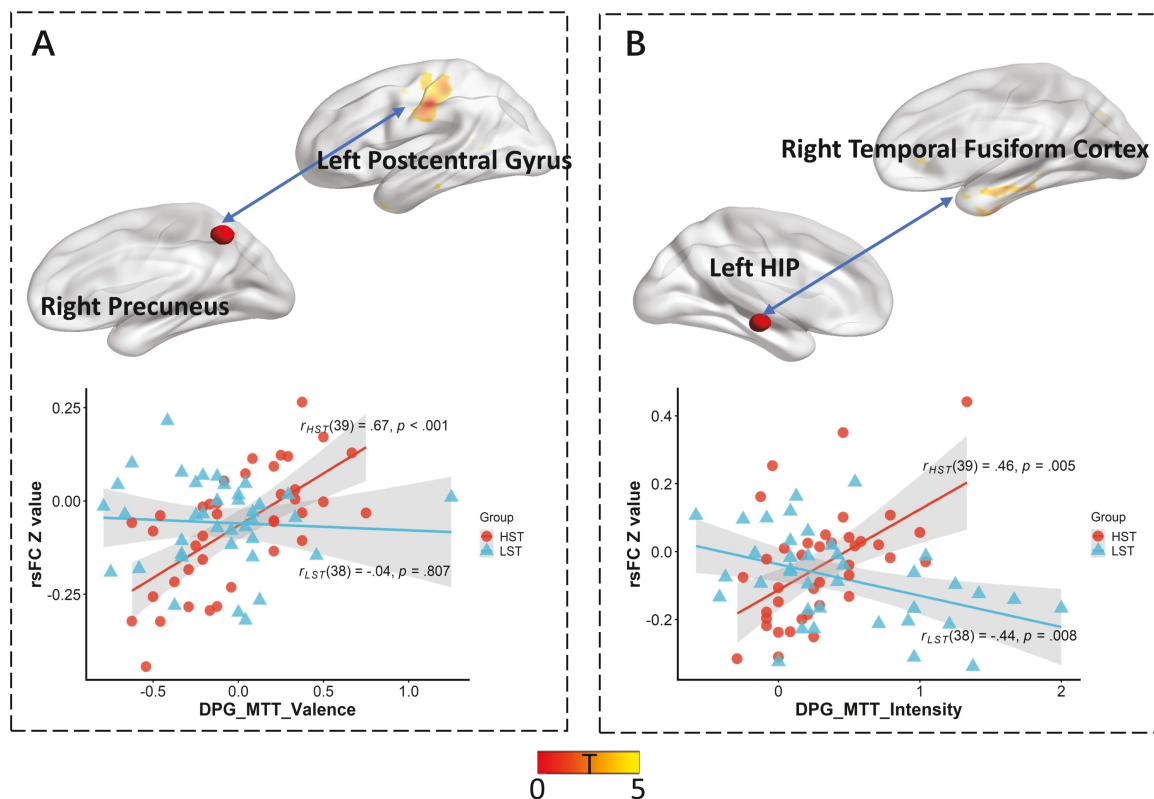 A
Left Postcentral Gyrus
Right Precuneus
rsFC Z value
0.25
0.00
-0.25
r_HST(39) = .67, p < .001
r_LST(38) = -.04, p = .807
Group
HST
LST
-0.5 0.0 0.5 1.0
DPG_MTT_Valence
B
Right Temporal Fusiform Cortex
Left HIP
rsFC Z value
0.4
0.2
0.0
-0.2
r_HST(39) = .46, p = .005
r_LST(38) = -.44, p = .008
Group
HST
LST
0 1 2
DPG_MTT_Intensity
T
0 5